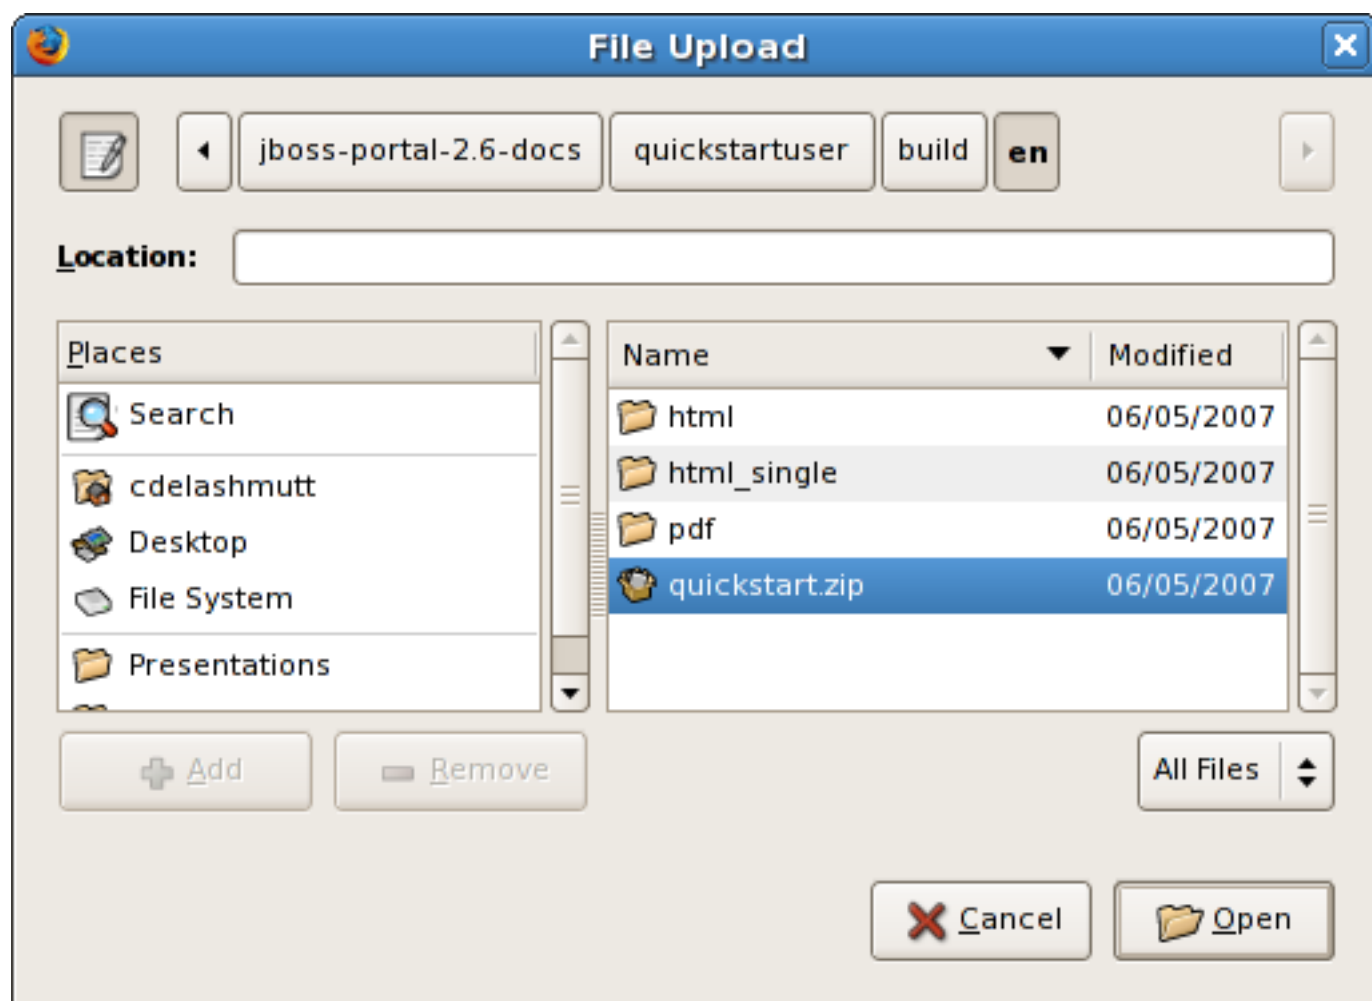 File Upload
jboss-portal-2.6-docs quickstartuser build en
Location:
Places
Search
cdelashmutt
Desktop
File System
Presentations
Name Modified
html 06/05/2007
html_single 06/05/2007
pdf 06/05/2007
quickstart.zip 06/05/2007
Add Remove
All Files
Cancel Open